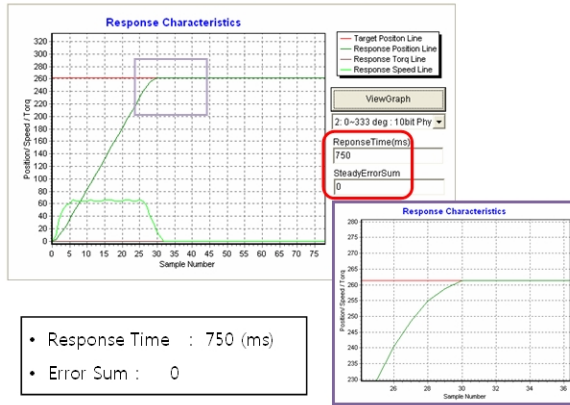 Response Characteristics
Target Positon Line
Response Position Line
Response Torq Line
Response Speed Line
ViewGraph
2: 0~333 deg : 10bit Phy
ReponseTime(ms)
750
SteadyErrorSum
0
Position/Speed/Torq
320
300
280
260
240
220
200
180
160
140
120
100
80
60
40
20
0
0 5 10 15 20 25 30 35 40 45 50 55 60 65 70 75
Sample Number
Response Characteristics
Position/Speed/Torq
280
275
270
265
260
255
250
245
240
235
230
26 28 30 32 34 36
Sample Number
• Response Time : 750 (ms)
• Error Sum : 0